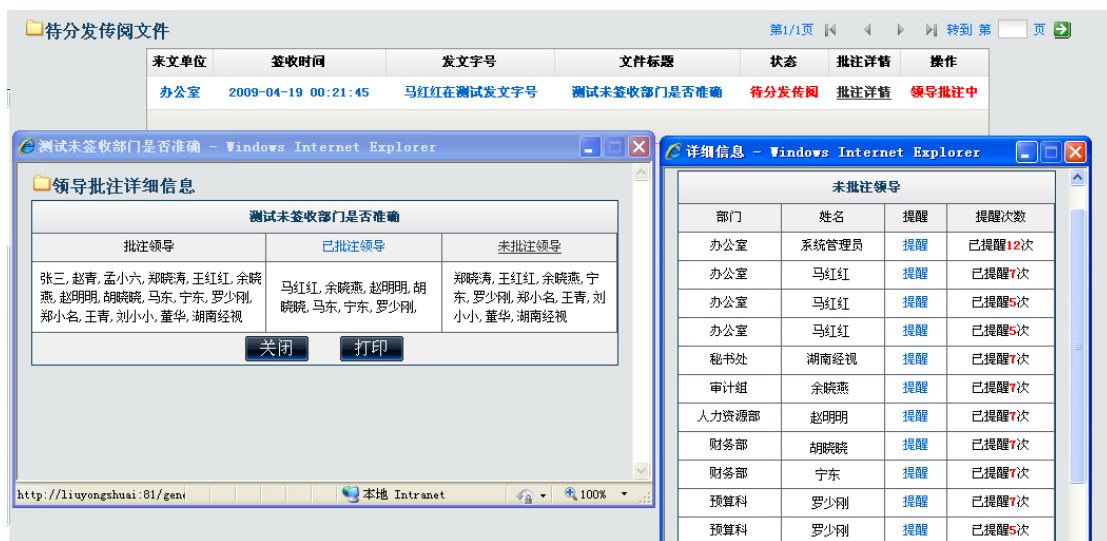 待分发传阅文件
第1/1页 转到 第 页
来文单位 签收时间 发文字号 文件标题 状态 批注详情 操作
办公室 2009-04-19 00:21:45 马红红在测试发文字号 测试未签收部门是否准确 待分发传阅 批注详情 领导批注中
测试未签收部门是否准确 - Windows Internet Explorer
领导批注详细信息
测试未签收部门是否准确
批注领导 已批注领导 未批注领导
张三, 赵青, 孟小六, 郑晓涛, 王红红, 余晓
燕, 赵明明, 胡晓晓, 马东, 宁东, 罗少刚,
郑小名, 王青, 刘小小, 董华, 湖南经视
马红红, 余晓燕, 赵明明, 胡
晓晓, 马东, 宁东, 罗少刚,
郑晓涛, 王红红, 余晓燕, 宁
东, 罗少刚, 郑小名, 王青, 刘
小小, 董华, 湖南经视
关闭 打印
http://liuyongshuai:81/gene 本地 Intranet 100%
详细信息 - Windows Internet Explorer
未批注领导
部门 姓名 提醒 提醒次数
办公室 系统管理员 提醒 已提醒12次
办公室 马红红 提醒 已提醒7次
办公室 马红红 提醒 已提醒5次
办公室 马红红 提醒 已提醒5次
秘书处 湖南经视 提醒 已提醒7次
审计组 余晓燕 提醒 已提醒7次
人力资源部 赵明明 提醒 已提醒7次
财务部 胡晓晓 提醒 已提醒7次
财务部 宁东 提醒 已提醒7次
预算科 罗少刚 提醒 已提醒7次
预算科 罗少刚 提醒 已提醒5次